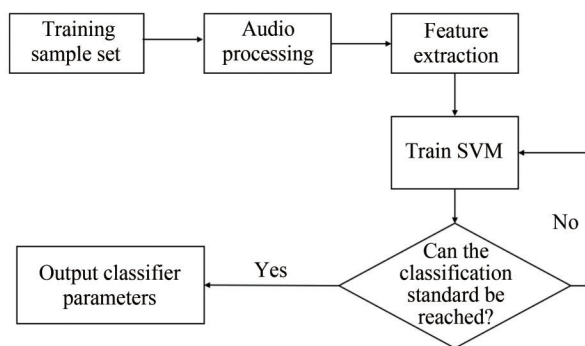 Training
sample set
Audio
processing
Feature
extraction
Train SVM
No
Can the
classification
standard be
reached?
Yes
Output classifier
parameters